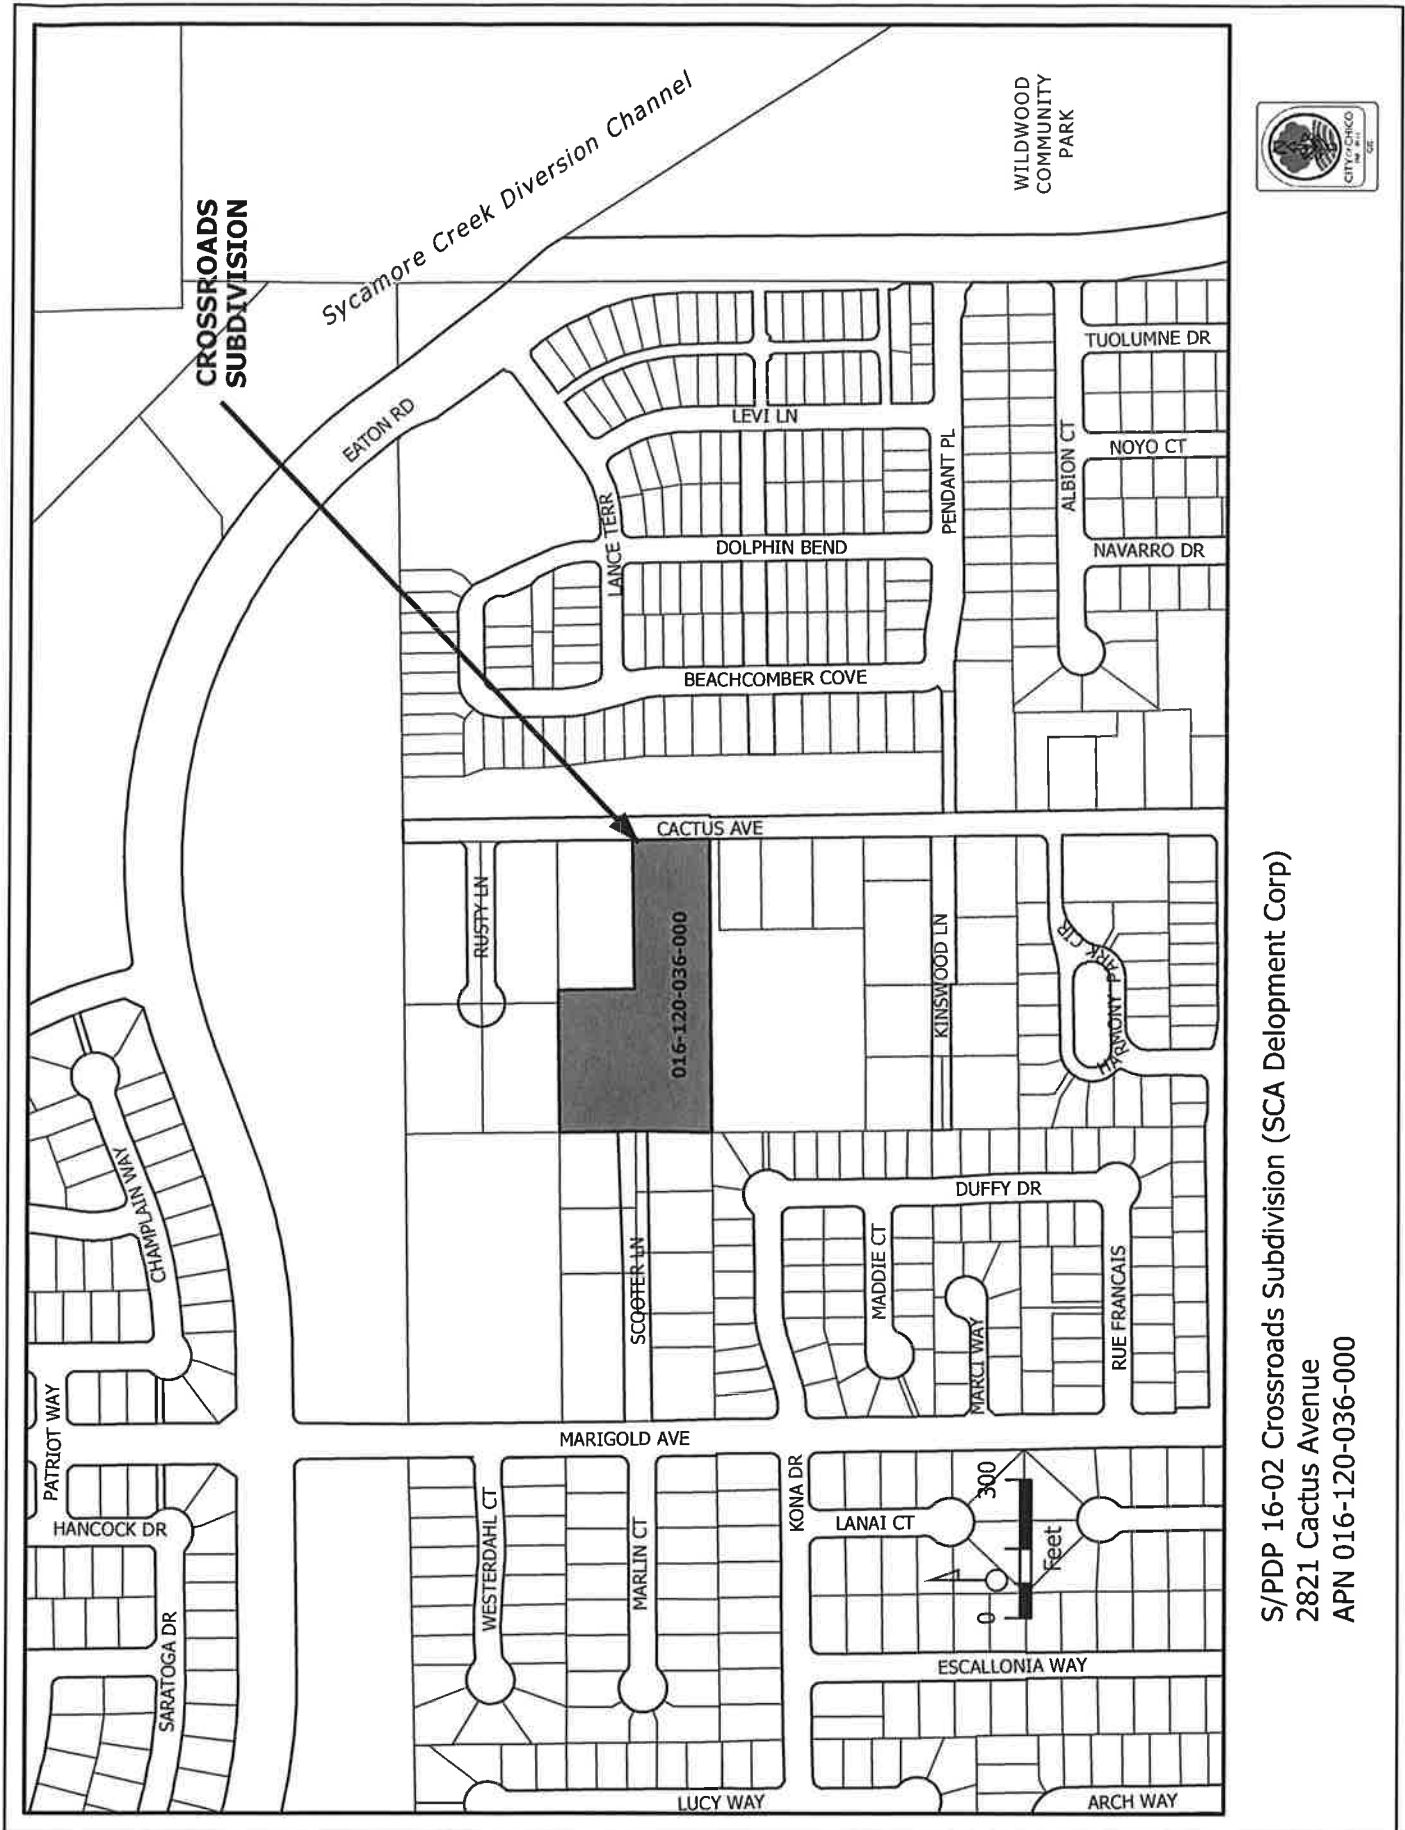 CROSSROADS
SUBDIVISION
Sycamore Creek Diversion Channel
WILDWOOD
COMMUNITY
PARK
EATON RD
TUOLUMNE DR
LEVI LN
NOYO CT
ALBION CT
PENDANT PL
LANCE TERR
DOLPHIN BEND
NAVARRO DR
BEACHCOMBER COVE
CACTUS AVE
RUSTY LN
016-120-036-000
KINSWOOD LN
HARMONY PARK CIR
CHAMPLAIN WAY
DUFFY DR
SCOOTER LN
MADDIE CT
MARCI WAY
RUE FRANCAIS
PATRIOT WAY
MARIGOLD AVE
HANCOCK DR
WESTERDAHL CT
MARLIN CT
KONA DR
LANAI CT
0
300
Feet
SARATOGA DR
ESCALLONIA WAY
LUCY WAY
ARCH WAY
CITY OF CHICO
GIS
S/PDP 16-02 Crossroads Subdivision (SCA Delopment Corp)
2821 Cactus Avenue
APN 016-120-036-000